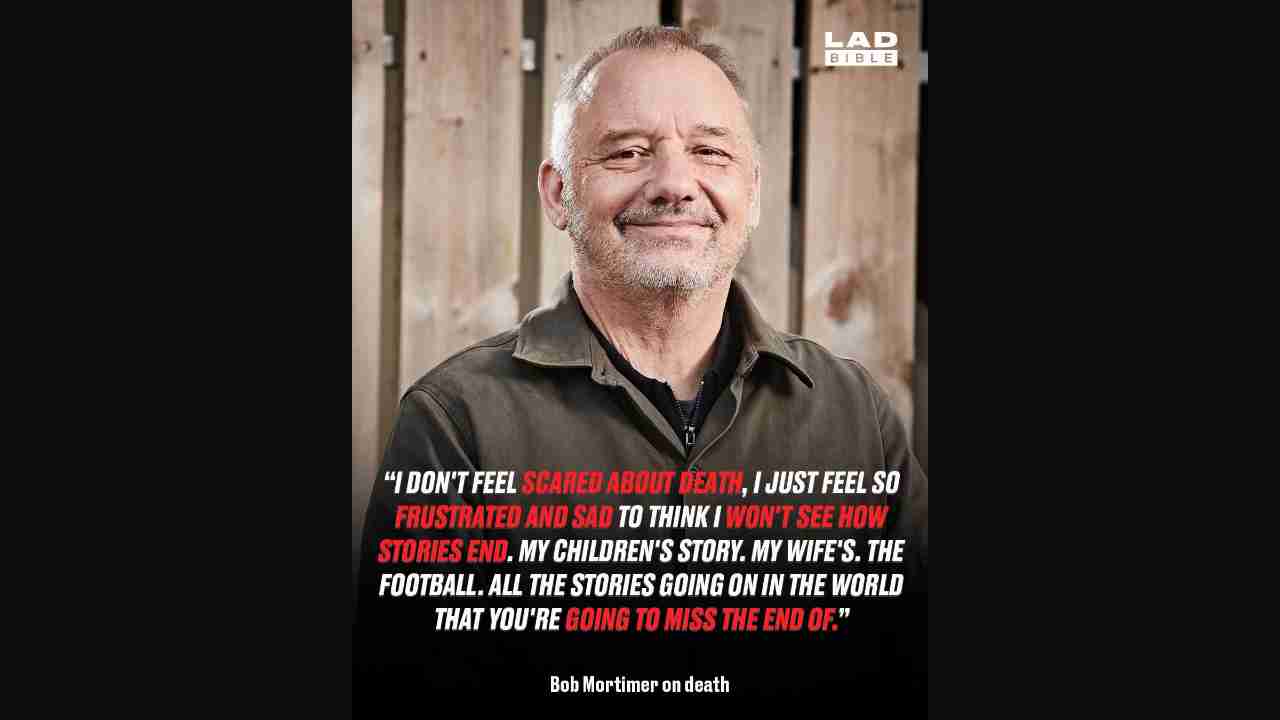 LAD
BIBLE
“I DON'T FEEL SCARED ABOUT DEATH, I JUST FEEL SO
FRUSTRATED AND SAD TO THINK I WON'T SEE HOW
STORIES END. MY CHILDREN'S STORY. MY WIFE'S. THE
FOOTBALL. ALL THE STORIES GOING ON IN THE WORLD
THAT YOU'RE GOING TO MISS THE END OF.”
Bob Mortimer on death